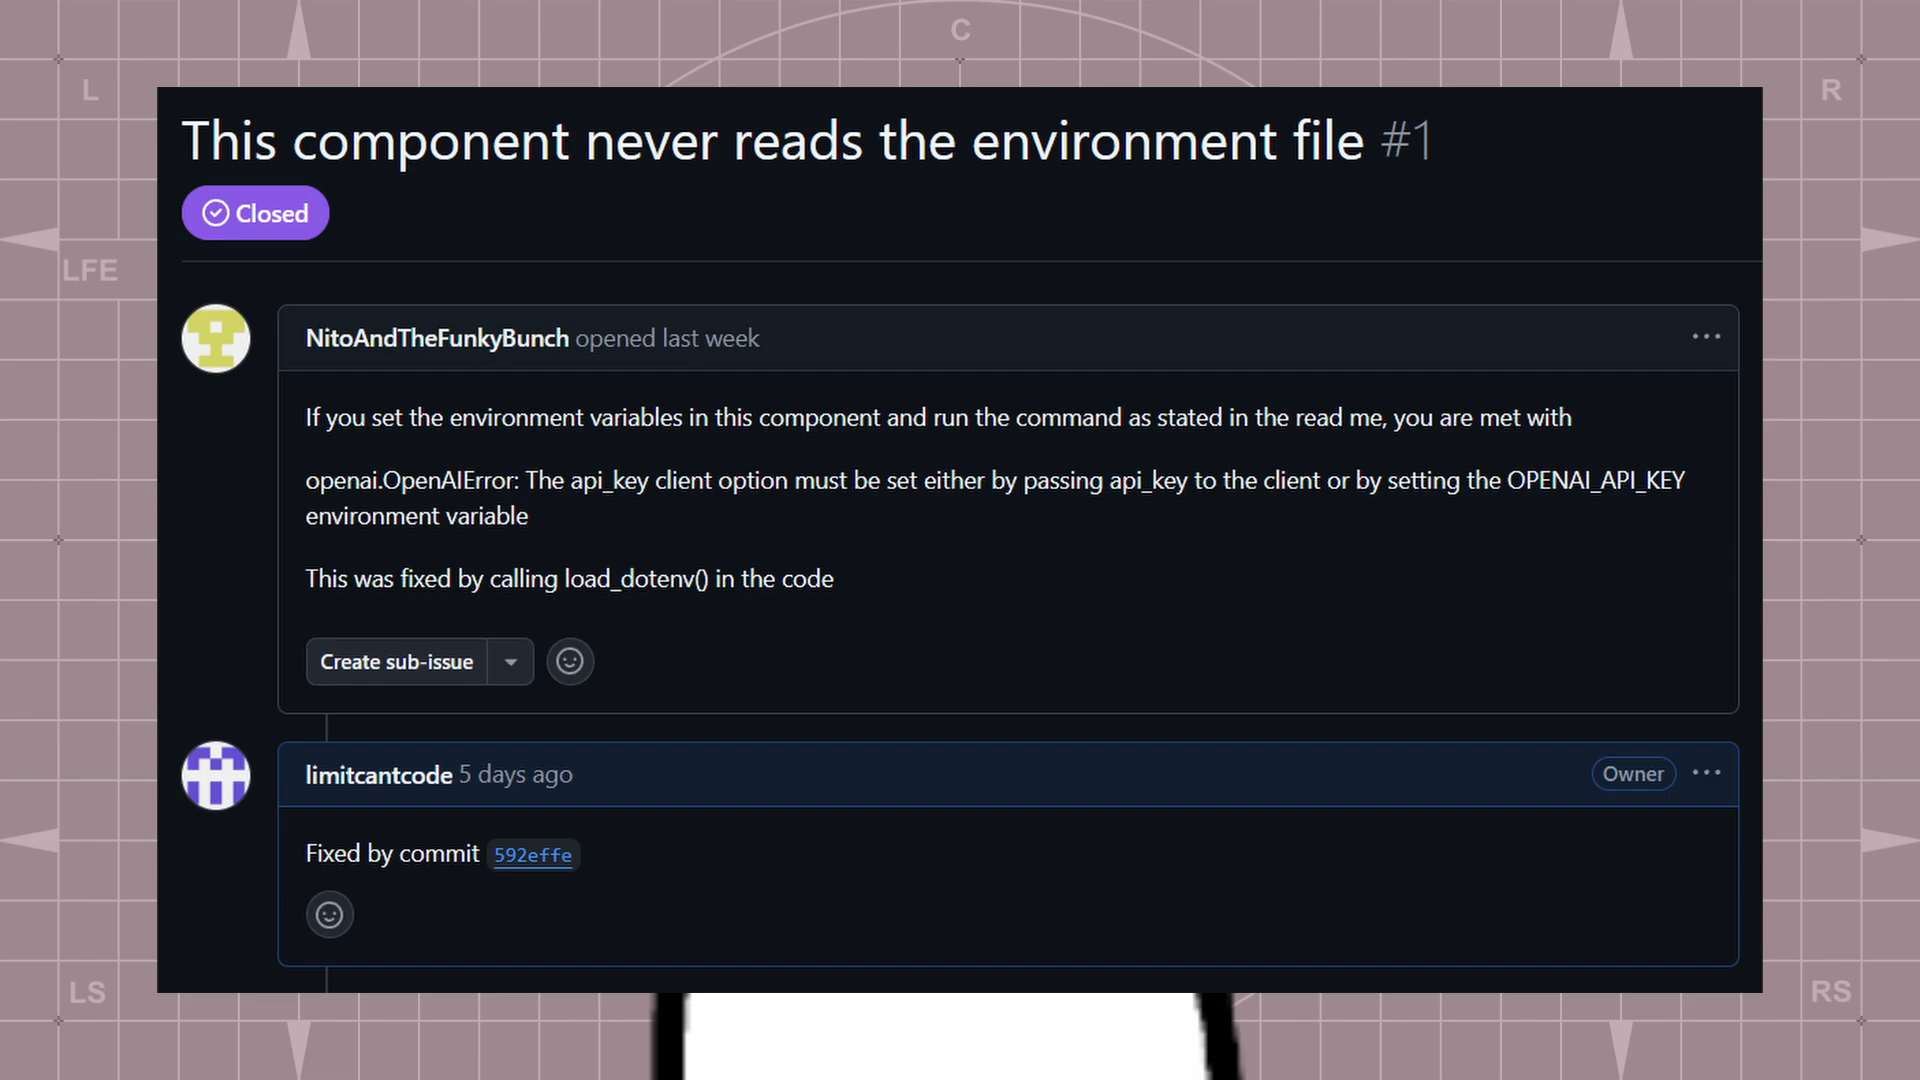 C
L
R
This component never reads the environment file #1
Closed
LFE
NitoAndTheFunkyBunch opened last week
If you set the environment variables in this component and run the command as stated in the read me, you are met with
openai.OpenAIError: The api_key client option must be set either by passing api_key to the client or by setting the OPENAI_API_KEY
environment variable
This was fixed by calling load_dotenv() in the code
Create sub-issue
limitcantcode 5 days ago
Owner
Fixed by commit 592effe
LS
RS